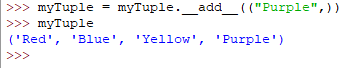 >>> myTuple = myTuple.__add__(("Purple",))
>>> myTuple
('Red', 'Blue', 'Yellow', 'Purple')
>>>